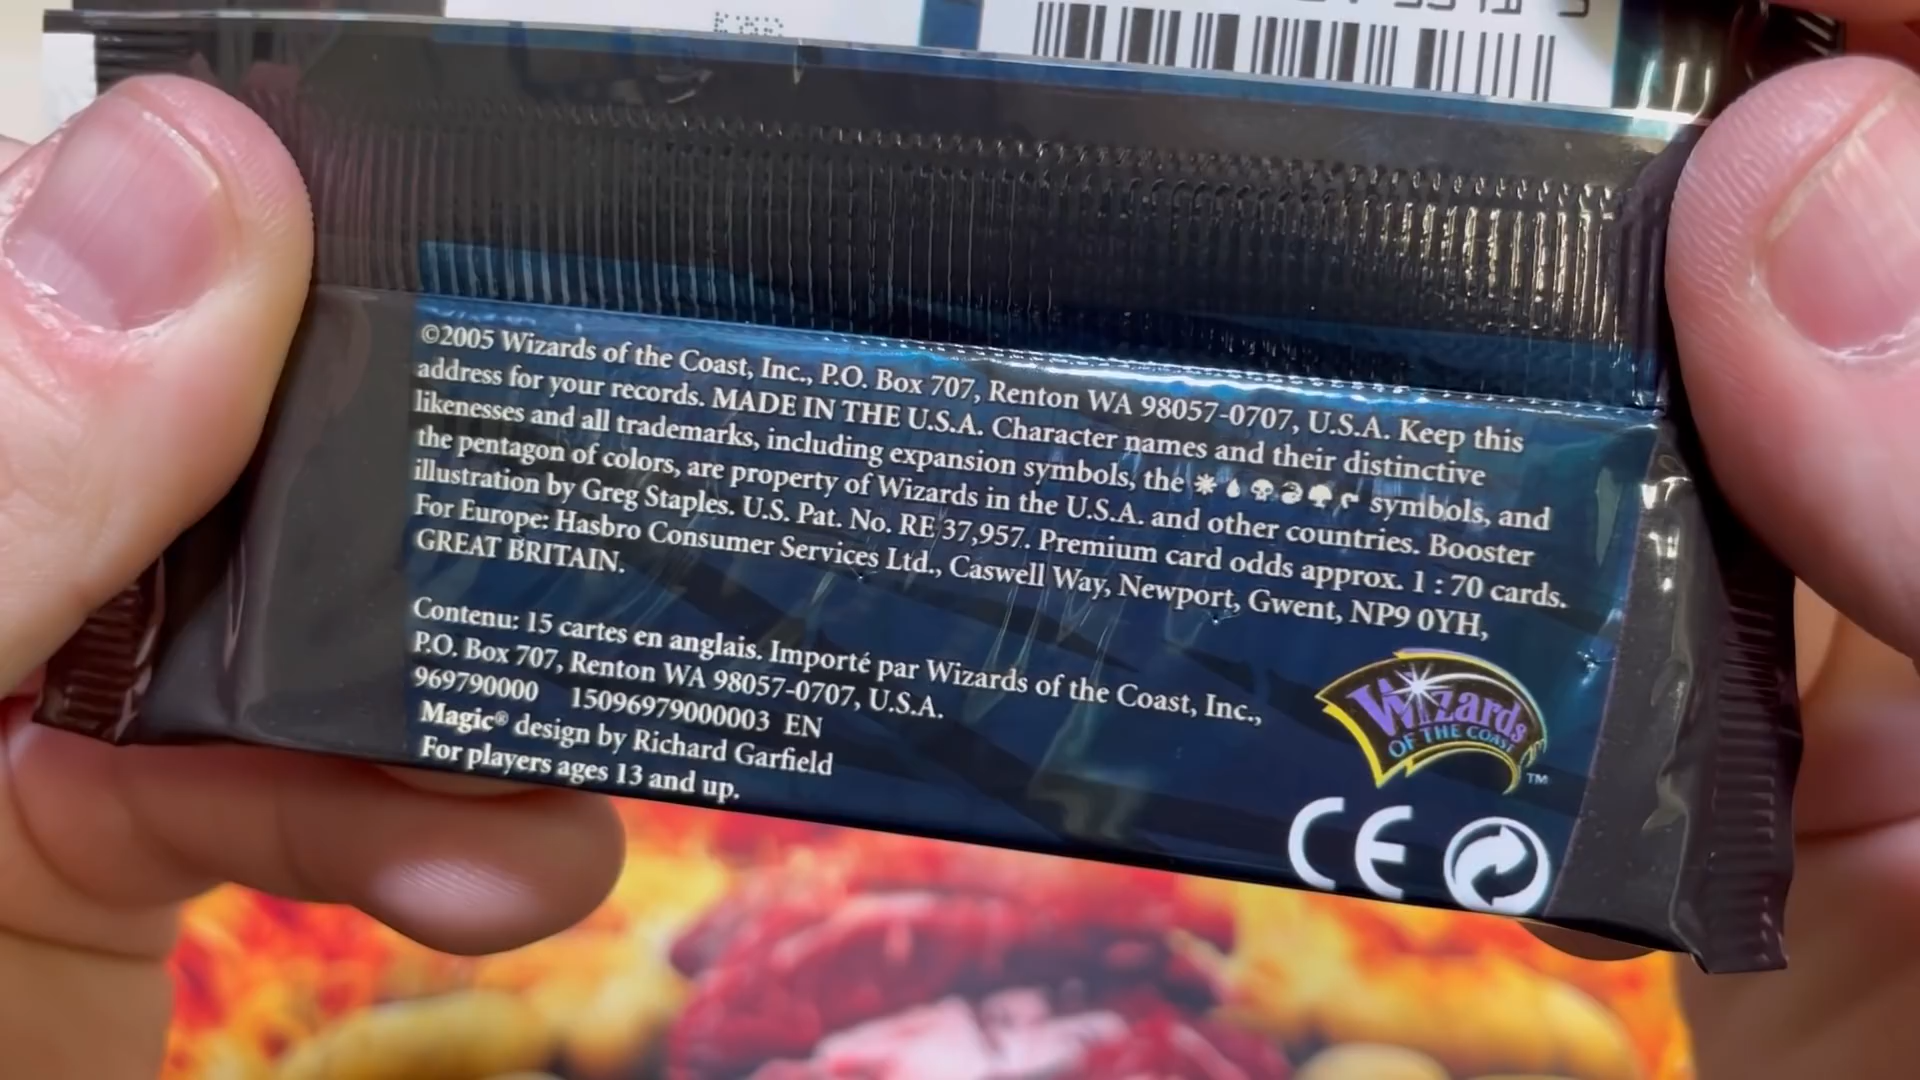 ©2005 Wizards of the Coast, Inc., P.O. Box 707, Renton WA 98057-0707, U.S.A. Keep this
address for your records. MADE IN THE U.S.A. Character names and their distinctive
likenesses and all trademarks, including expansion symbols, the symbols, and
the pentagon of colors, are property of Wizards in the U.S.A. and other countries. Booster
illustration by Greg Staples. U.S. Pat. No. RE 37,957. Premium card odds approx. 1 : 70 cards.
For Europe: Hasbro Consumer Services Ltd., Caswell Way, Newport, Gwent, NP9 0YH,
GREAT BRITAIN.
Contenu: 15 cartes en anglais. Importé par Wizards of the Coast, Inc.,
P.O. Box 707, Renton WA 98057-0707, U.S.A.
969790000 15096979000003 EN
Magic® design by Richard Garfield
For players ages 13 and up.
Wizards
OF THE COAST
TM
CE